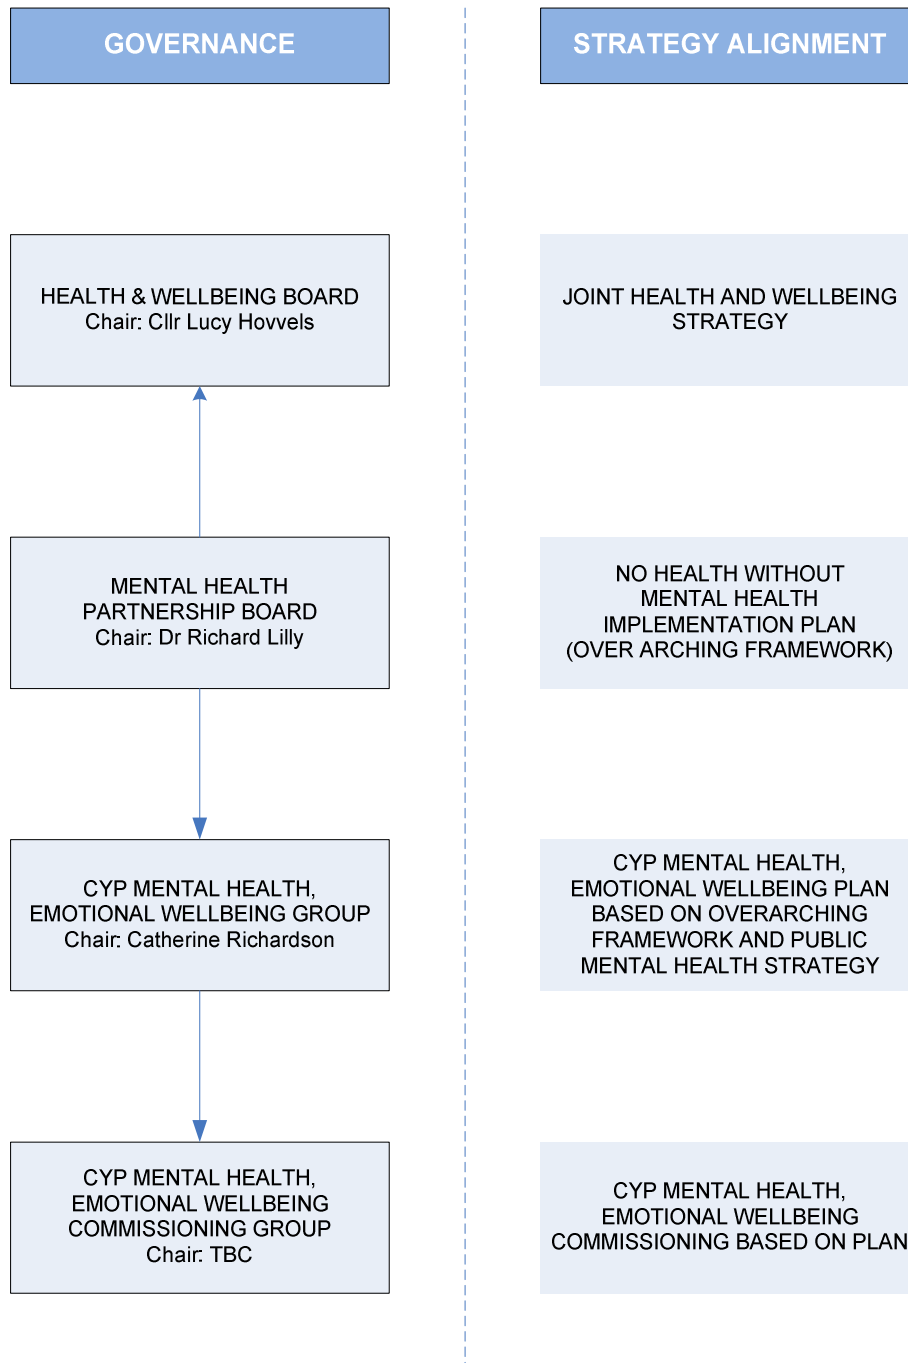 GOVERNANCE
STRATEGY ALIGNMENT
HEALTH & WELLBEING BOARD
Chair: Cllr Lucy Hovvels
JOINT HEALTH AND WELLBEING
STRATEGY
MENTAL HEALTH
PARTNERSHIP BOARD
Chair: Dr Richard Lilly
NO HEALTH WITHOUT
MENTAL HEALTH
IMPLEMENTATION PLAN
(OVER ARCHING FRAMEWORK)
CYP MENTAL HEALTH,
EMOTIONAL WELLBEING GROUP
Chair: Catherine Richardson
CYP MENTAL HEALTH,
EMOTIONAL WELLBEING PLAN
BASED ON OVERARCHING
FRAMEWORK AND PUBLIC
MENTAL HEALTH STRATEGY
CYP MENTAL HEALTH,
EMOTIONAL WELLBEING
COMMISSIONING GROUP
Chair: TBC
CYP MENTAL HEALTH,
EMOTIONAL WELLBEING
COMMISSIONING BASED ON PLAN